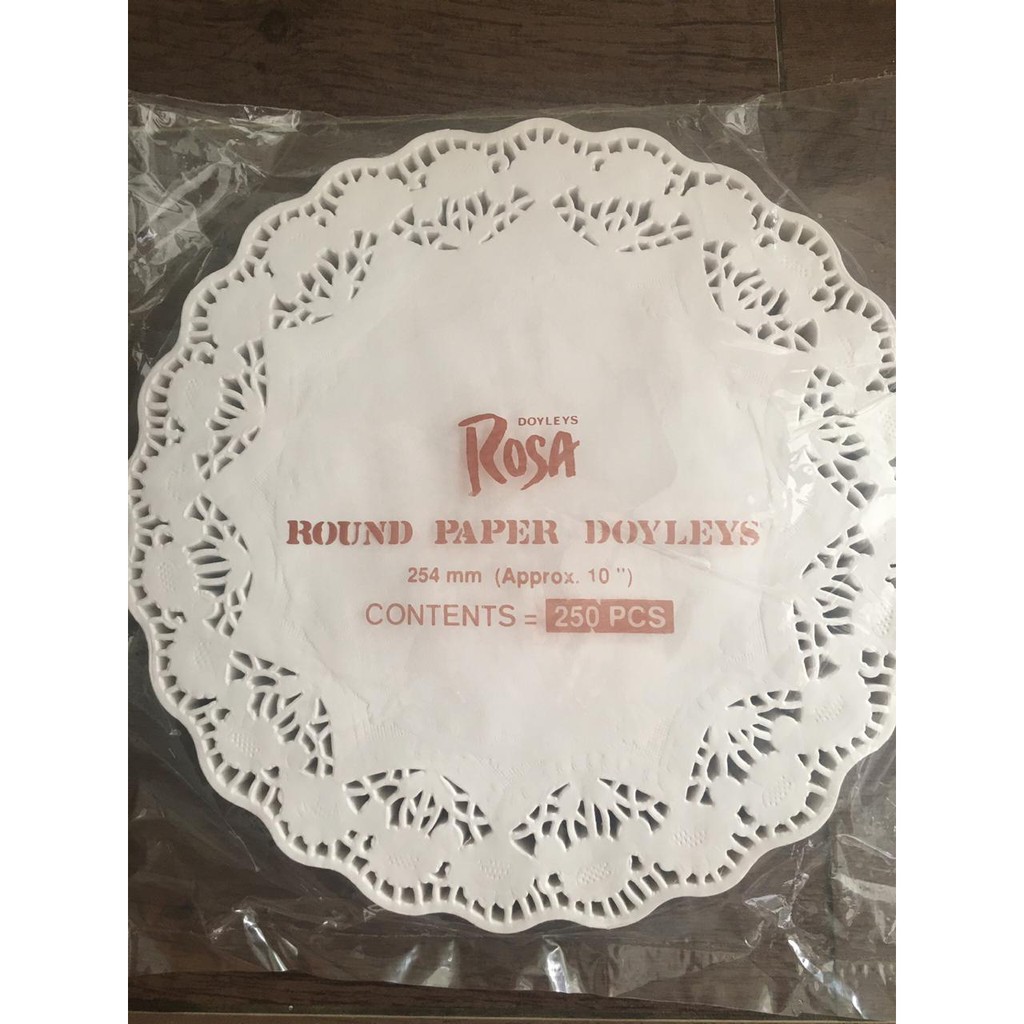 DOYLEYS
ROSA
ROUND PAPER DOYLEYS
254 mm (Approx. 10 ")
CONTENTS = 250 PCS